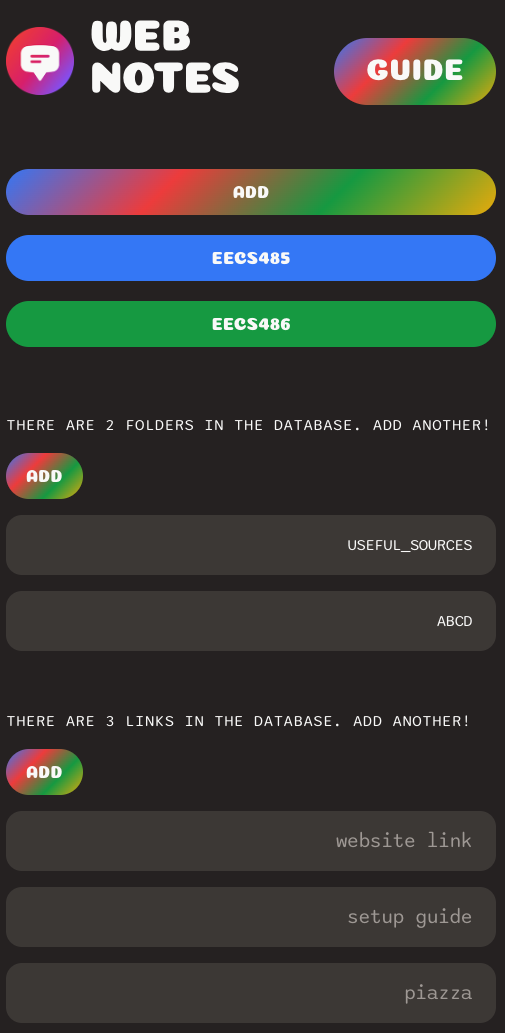 WEB
NOTES
GUIDE
ADD
EECS485
EECS486
THERE ARE 2 FOLDERS IN THE DATABASE. ADD ANOTHER!
ADD
USEFUL_SOURCES
ABCD
THERE ARE 3 LINKS IN THE DATABASE. ADD ANOTHER!
ADD
website link
setup guide
piazza